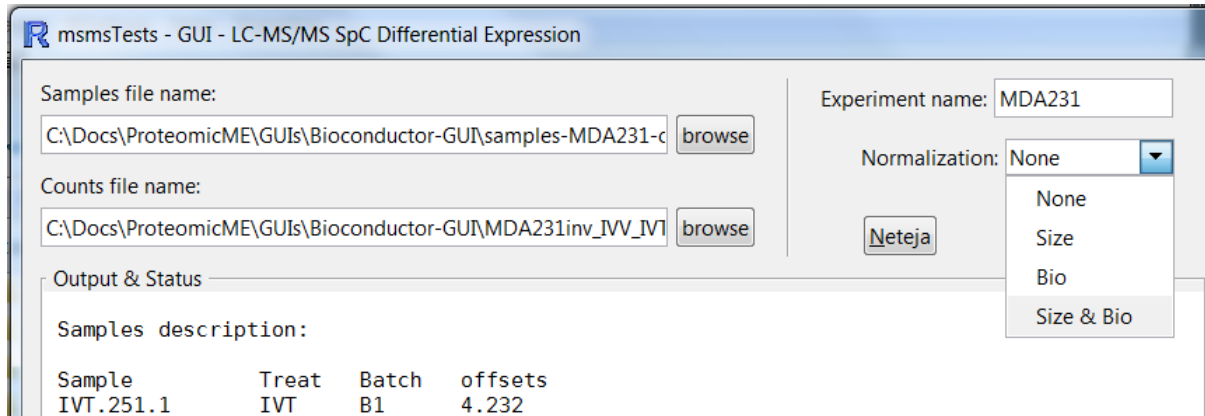 msmsTests - GUI - LC-MS/MS SpC Differential Expression
Samples file name:
C:\Docs\ProteomicME\GUIs\Bioconductor-GUI\samples-MDA231-c
browse
Counts file name:
C:\Docs\ProteomicME\GUIs\Bioconductor-GUI\MDA231inv_IVV_IVT
browse
Experiment name: MDA231
Normalization: None
None
Size
Bio
Size & Bio
Neteja
Output & Status
Samples description:
Sample Treat Batch offsets
IVT.251.1 IVT B1 4.232